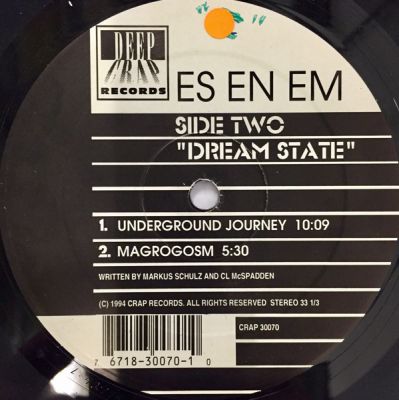 DEEP
CRAP
RECORDS
ES EN EM
SIDE TWO
"DREAM STATE"
1. UNDERGROUND JOURNEY 10:09
2. MAGROGOSM 5:30
WRITTEN BY MARKUS SCHULZ AND CL McSPADDEN
(C) 1994 CRAP RECORDS. ALL RIGHTS RESERVED STEREO 33 1/3
CRAP 30070
7 6718-30070-1 0